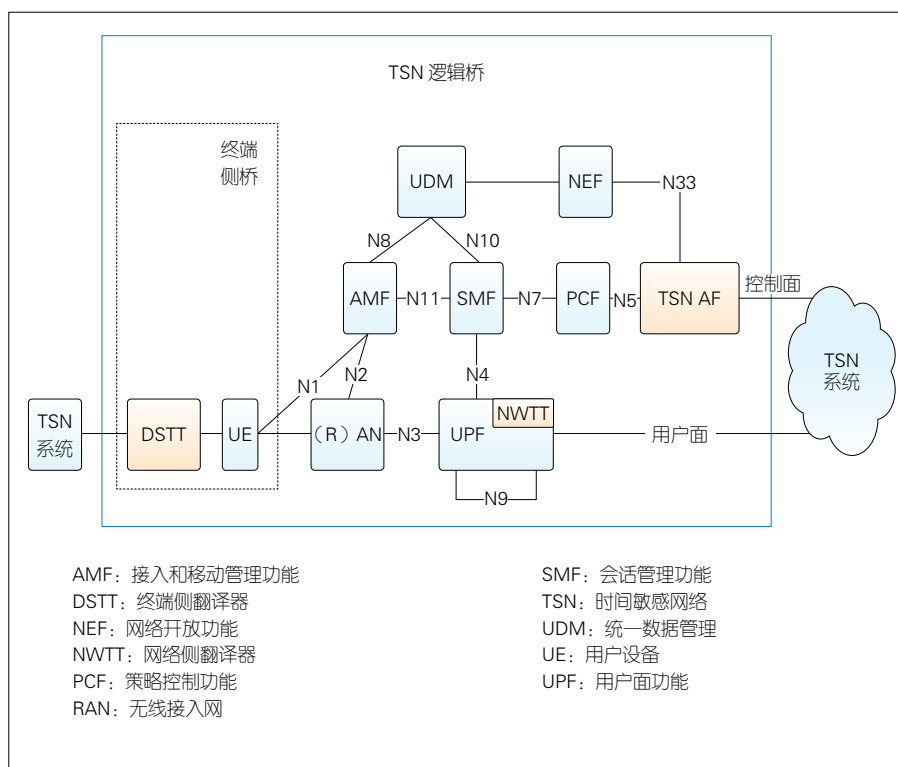 TSN 逻辑桥
终端
侧桥
UDM
NEF
N33
N8
N10
AMF
N11
SMF
N7
PCF
N5
TSN AF
控制面
TSN
系统
N1
N2
N4
TSN
系统
DSTT
UE
（R）AN
N3
UPF
NWTT
用户面
N9
AMF：接入和移动管理功能
DSTT：终端侧翻译器
NEF：网络开放功能
NWTT：网络侧翻译器
PCF：策略控制功能
RAN：无线接入网
SMF：会话管理功能
TSN：时间敏感网络
UDM：统一数据管理
UE：用户设备
UPF：用户面功能